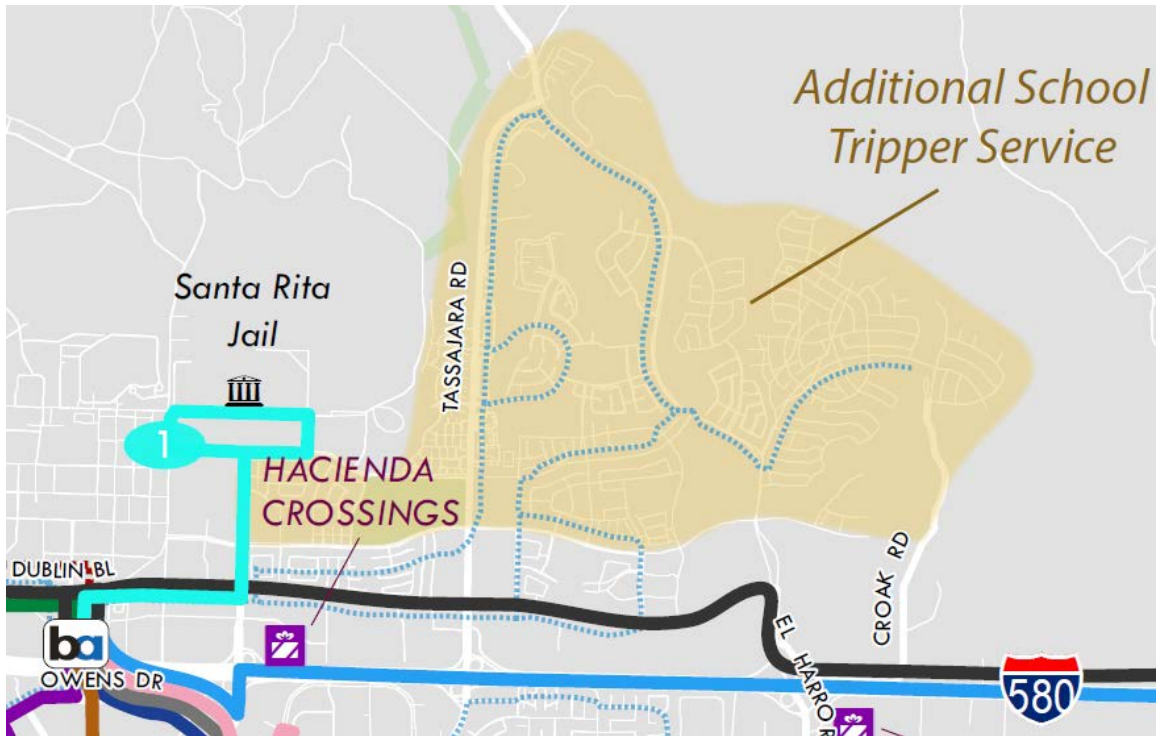 Additional School
Tripper Service
Santa Rita
Jail
TASSAJARA RD
1
HACIENDA
CROSSINGS
DUBLIN BL
CROAK RD
ba
OWENS DR
EL HARRO R
580